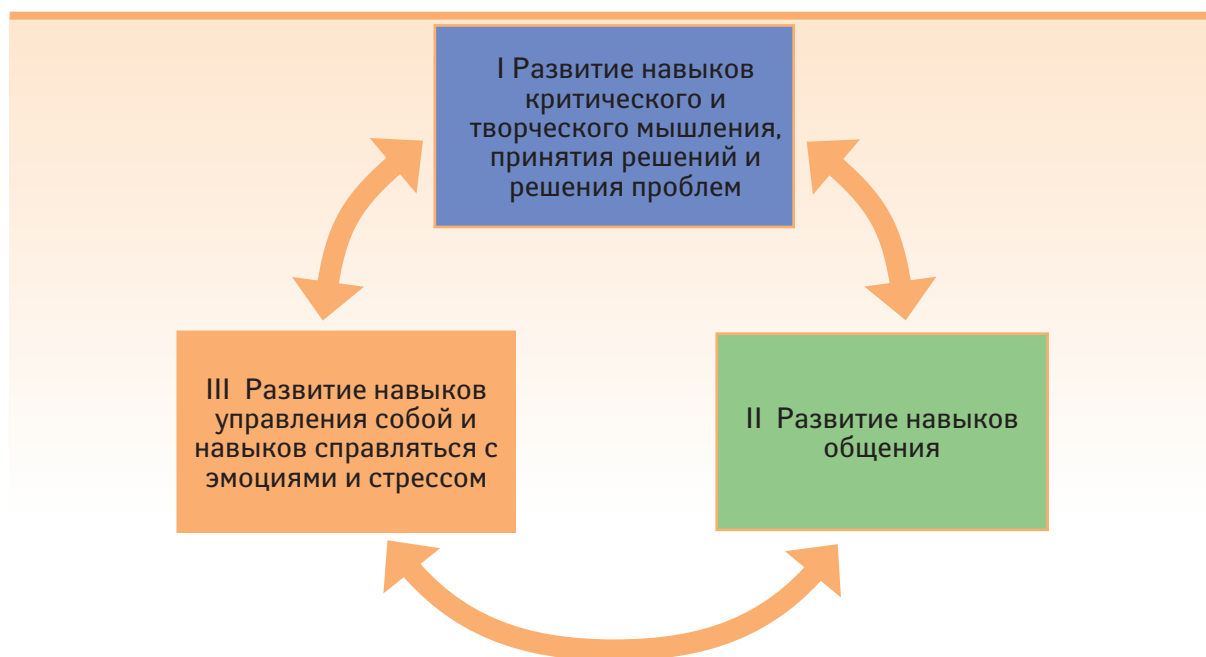 I Развитие навыков
критического и
творческого мышления,
принятия решений и
решения проблем
III Развитие навыков
управления собой и
навыков справляться с
эмоциями и стрессом
II Развитие навыков
общения